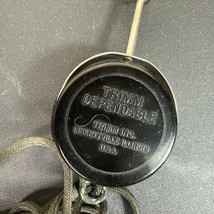 TRIMM
DEPENDABLE
TRIMM INC.
LIBERTYVILLE ILLINOIS
U.S.A.